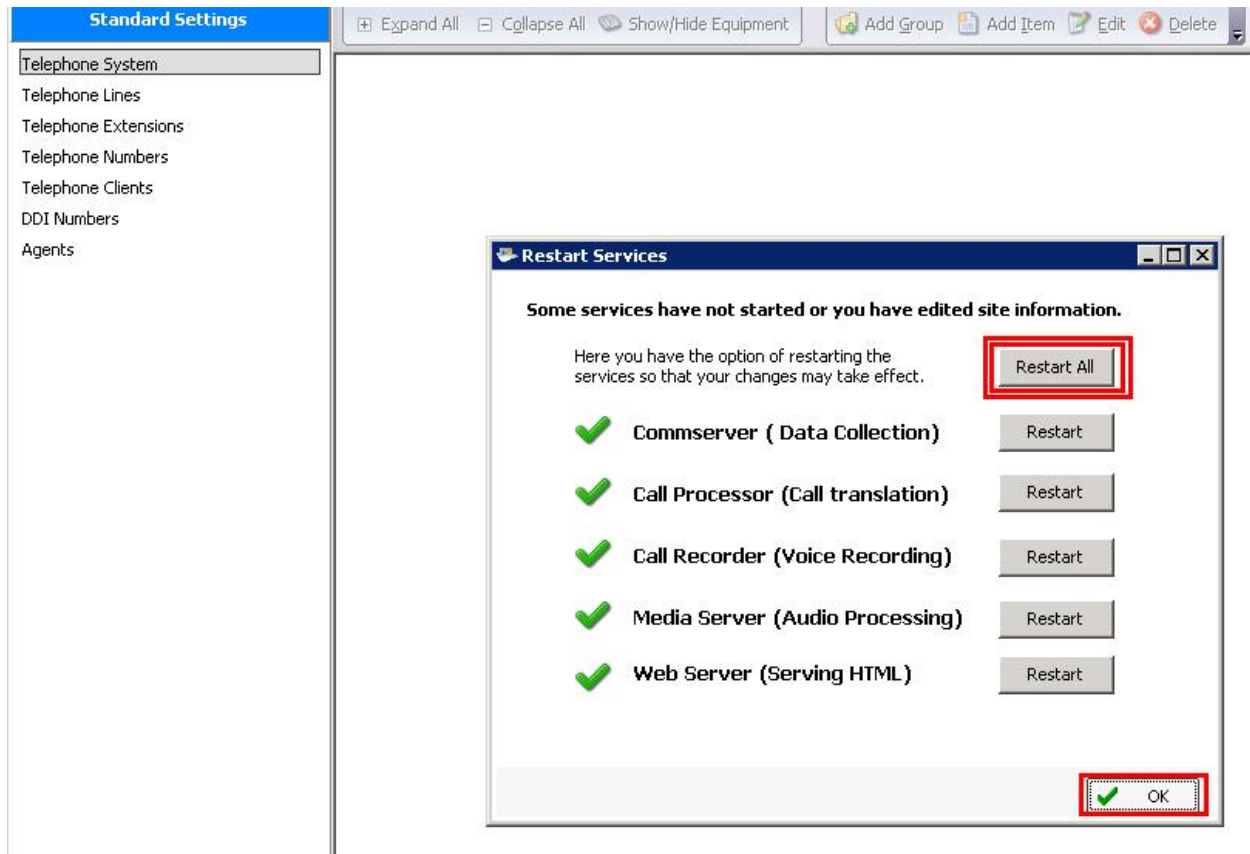 Standard Settings
Expand All Collapse All Show/Hide Equipment Add Group Add Item Edit Delete
Telephone System
Telephone Lines
Telephone Extensions
Telephone Numbers
Telephone Clients
DDI Numbers
Agents
Restart Services
Some services have not started or you have edited site information.
Here you have the option of restarting the
services so that your changes may take effect.
Restart All
Commserver ( Data Collection) Restart
Call Processor (Call translation) Restart
Call Recorder (Voice Recording) Restart
Media Server (Audio Processing) Restart
Web Server (Serving HTML) Restart
OK